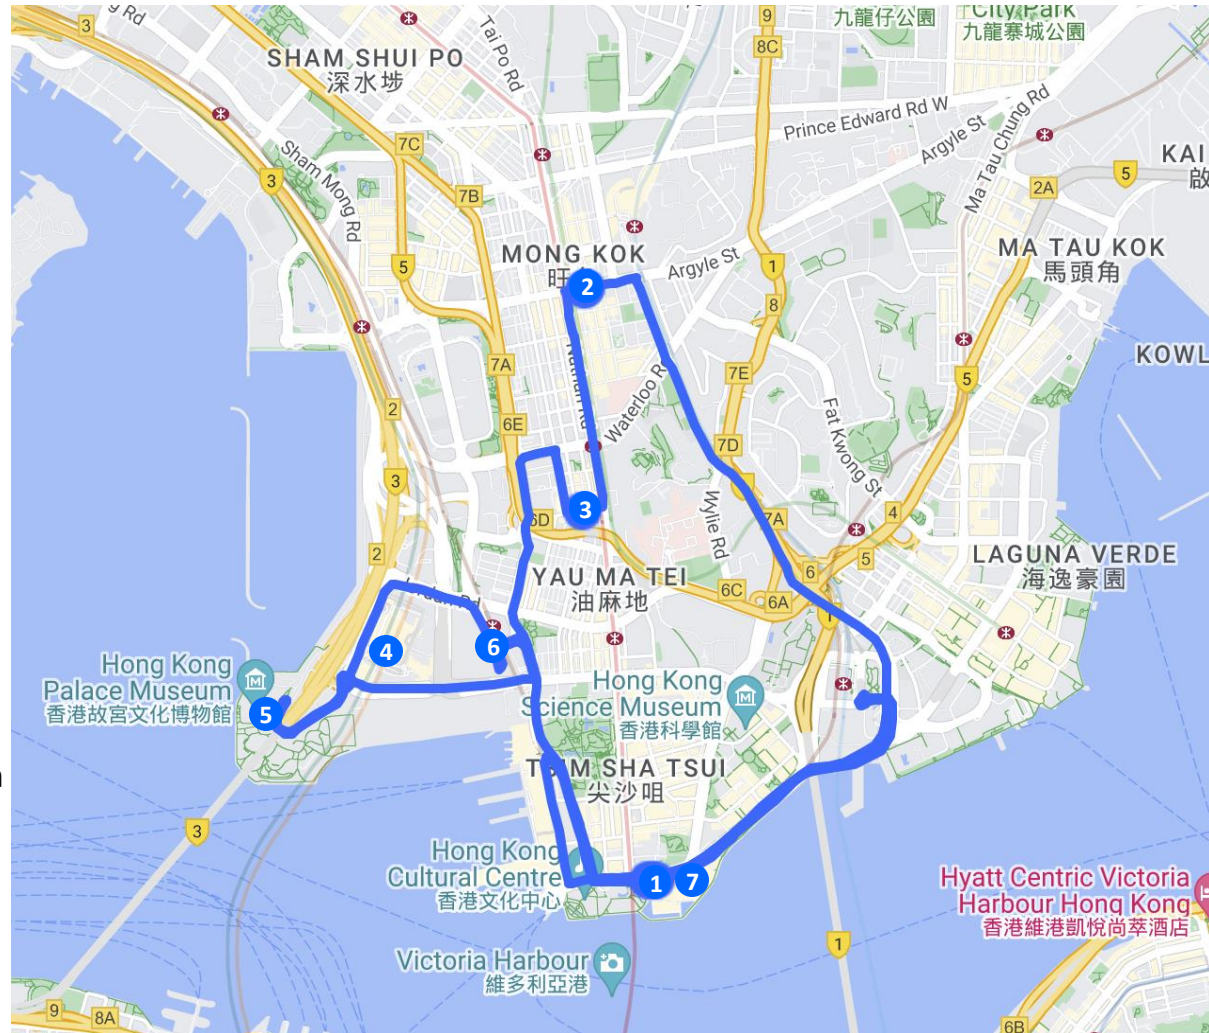 3
g Rd
SHAM SHUI PO
深水埗
Tai Po Rd
9
8C
九龍仔公園
City Park
九龍寨城公園
7C
Prince Edward Rd W
Argyle St
Ma Tau Chung Rd
KAI
啟
5
2A
Sham Mong Rd
3
7B
5
MONG KOK
旺
2
Argyle St
1
8
MA TAU KOK
馬頭角
KOWL
7A
Nathan Rd
Waterloo R
7E
5
2
6E
Fat Kwong St
7D
3
3
6D
Wylie Rd
7A
4
5
6
2
YAU MA TEI
油麻地
6C
6A
1
LAGUNA VERDE
海逸豪園
Jordan Rd
4
6
Hong Kong
Palace Museum
香港故宮文化博物館
5
Hong Kong
Science Museum
香港科學館
TSIM SHA TSUI
尖沙咀
3
Hong Kong
Cultural Centre
香港文化中心
1
7
Hyatt Centric Victoria
Harbour Hong Kong
香港維港凱悅尚萃酒店
Victoria Harbour
維多利亞港
1
9
8A
6B